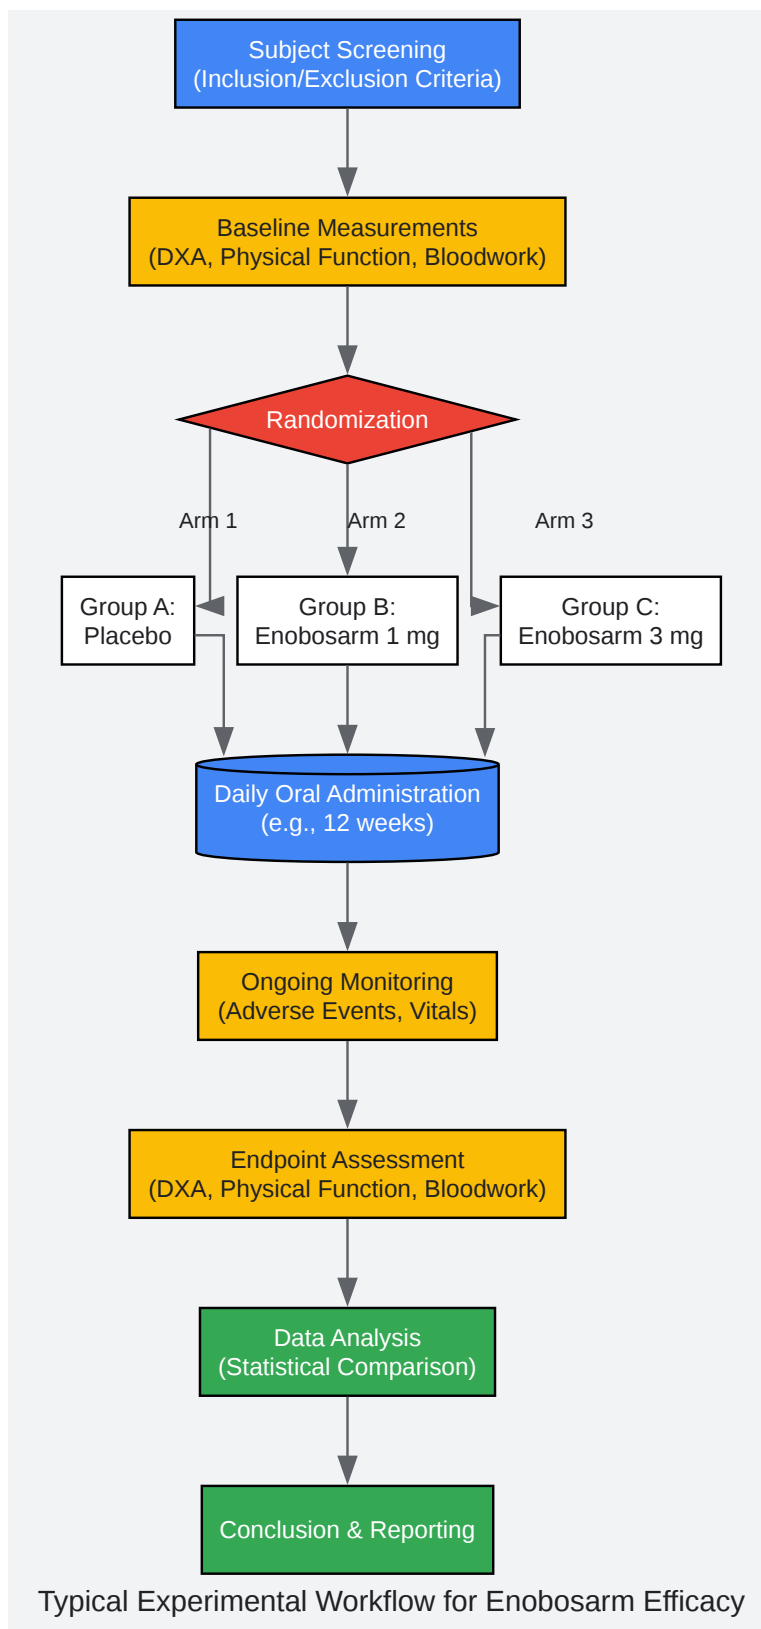 Subject Screening
(Inclusion/Exclusion Criteria)
Baseline Measurements
(DXA, Physical Function, Bloodwork)
Randomization
Arm 1
Arm 2
Arm 3
Group A:
Placebo
Group B:
Enobosarm 1 mg
Group C:
Enobosarm 3 mg
Daily Oral Administration
(e.g., 12 weeks)
Ongoing Monitoring
(Adverse Events, Vitals)
Endpoint Assessment
(DXA, Physical Function, Bloodwork)
Data Analysis
(Statistical Comparison)
Conclusion & Reporting
Typical Experimental Workflow for Enobosarm Efficacy